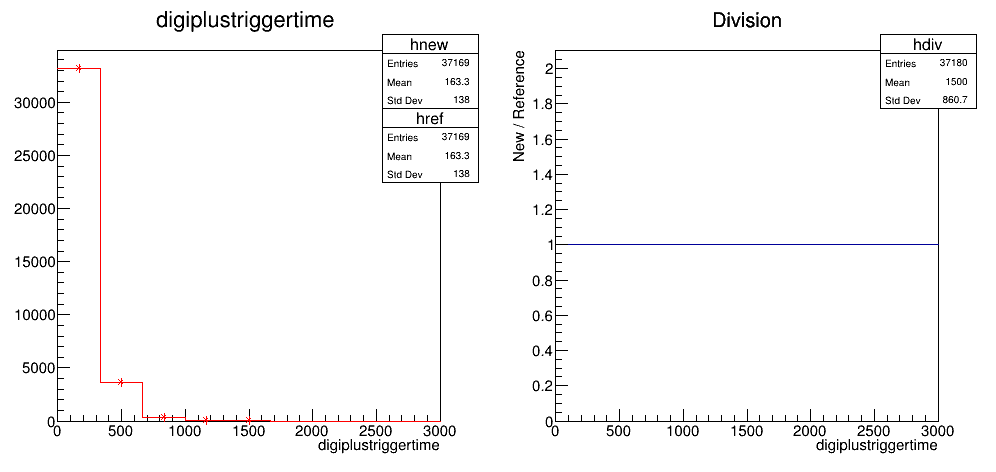 digiplustriggertime
hnew
Entries 37169
Mean 163.3
Std Dev 138
href
Entries 37169
Mean 163.3
Std Dev 138
30000
25000
20000
15000
10000
5000
0
0 500 1000 1500 2000 2500 3000
digiplustriggertime
Division
hdiv
Entries 37180
Mean 1500
Std Dev 860.7
New / Reference
2
1.8
1.6
1.4
1.2
1
0.8
0.6
0.4
0.2
0
0 500 1000 1500 2000 2500 3000
digiplustriggertime